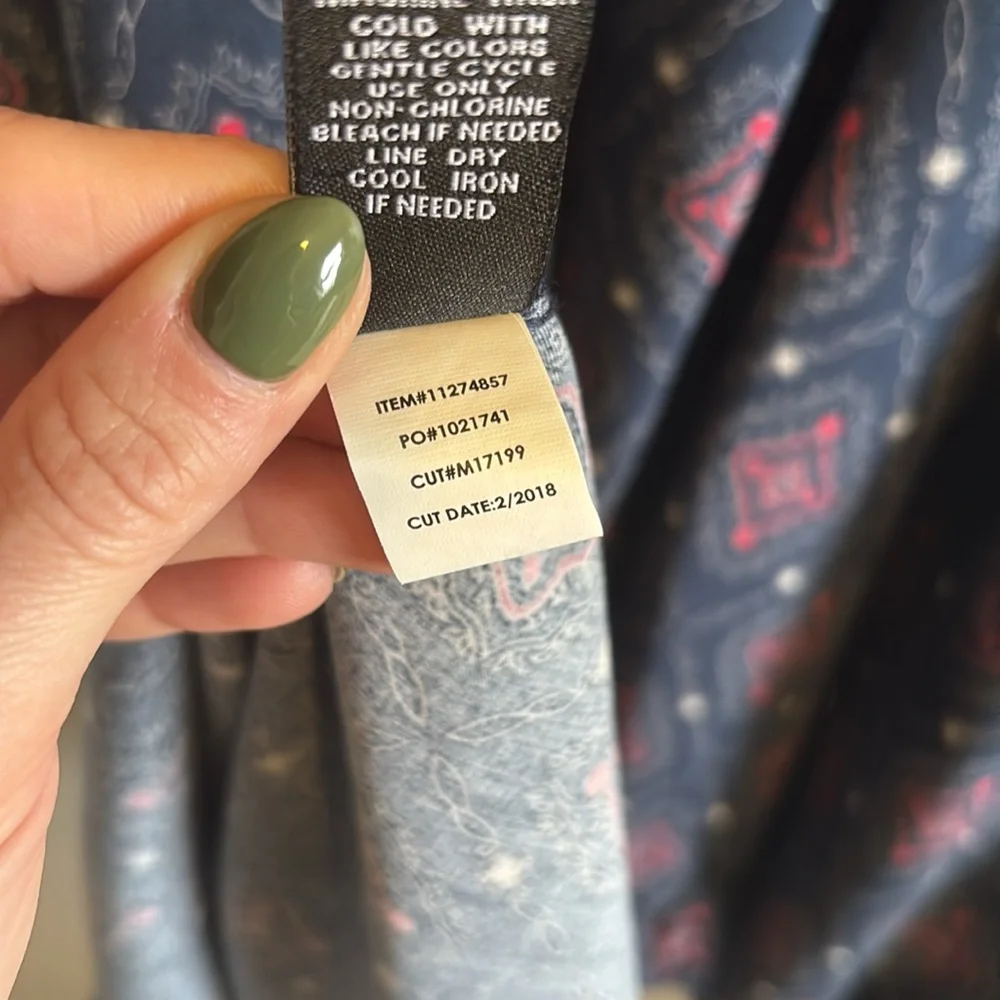 COLD WITH
LIKE COLORS
GENTLE CYCLE
USE ONLY
NON-CHLORINE
BLEACH IF NEEDED
LINE DRY
COOL IRON
IF NEEDED
ITEM#11274857
PO#1021741
CUT#M17199
CUT DATE:2/2018